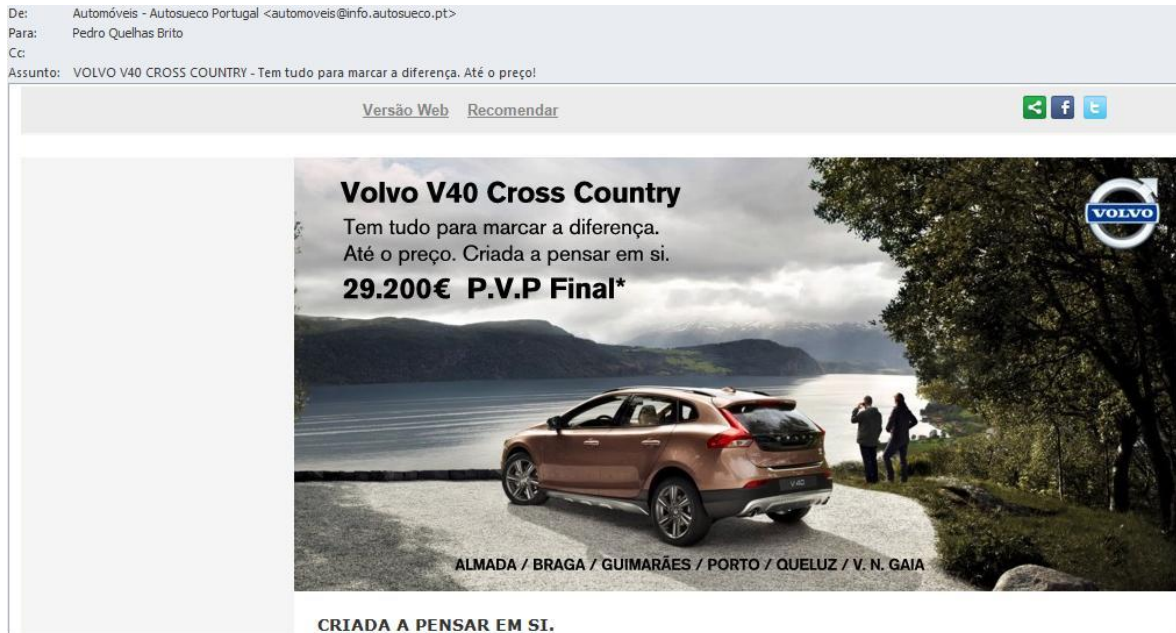 De: Automóveis - Autosueco Portugal <automoveis@info.autosueco.pt>
Para: Pedro Quelhas Brito
Cc:
Assunto: VOLVO V40 CROSS COUNTRY - Tem tudo para marcar a diferença. Até o preço!
Versão Web Recomendar
Volvo V40 Cross Country
Tem tudo para marcar a diferença.
Até o preço. Criada a pensar em si.
29.200€ P.V.P Final*
VOLVO
V40
ALMADA / BRAGA / GUIMARÃES / PORTO / QUELUZ / V. N. GAIA
CRIADA A PENSAR EM SI.